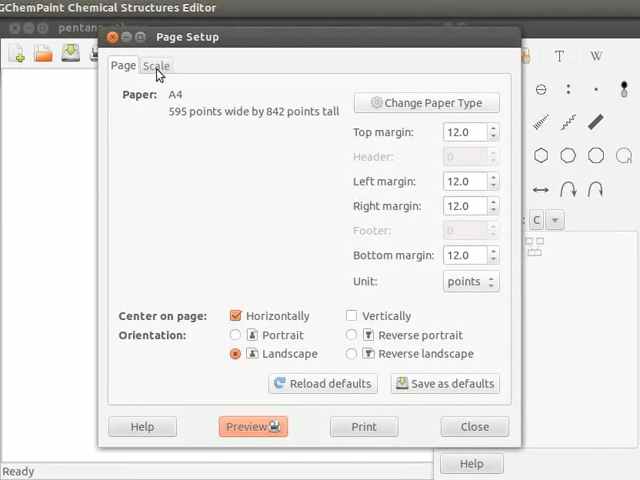 GChemPaint Chemical Structures Editor
Page Setup
Page
Scale
Paper: A4
595 points wide by 842 points tall
Change Paper Type
Top margin: 12.0
Header: 0
Left margin: 12.0
Right margin: 12.0
Footer: 0
Bottom margin: 12.0
Unit: points
Center on page: Horizontally Vertically
Orientation: Portrait Reverse portrait
Landscape Reverse landscape
Reload defaults Save as defaults
Help Preview Print Close
T W
C
Help
Ready